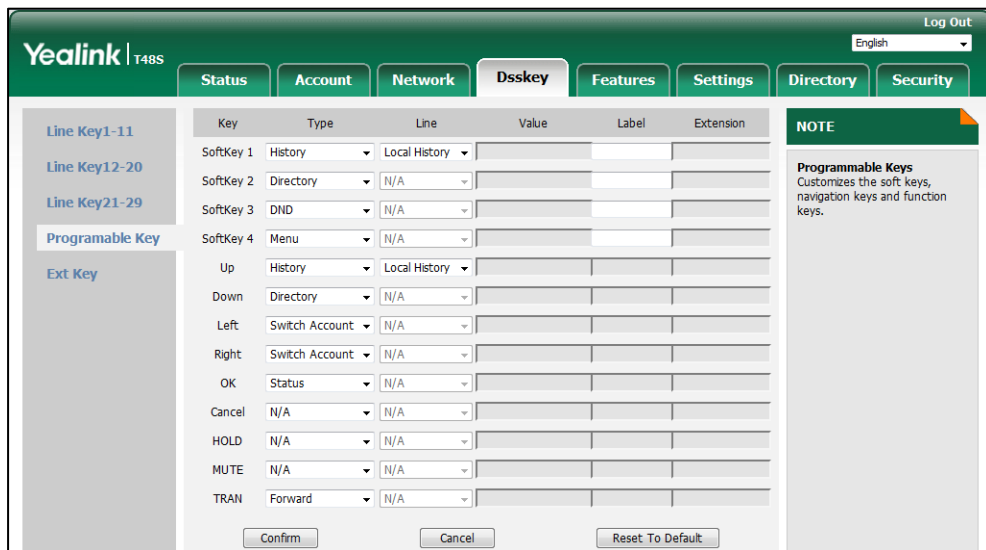 Log Out
Yealink | T48S
English
Status Account Network Dsskey Features Settings Directory Security
Line Key1-11
Line Key12-20
Line Key21-29
Programable Key
Ext Key
Key Type Line Value Label Extension
SoftKey 1 History Local History
SoftKey 2 Directory N/A
SoftKey 3 DND N/A
SoftKey 4 Menu N/A
Up History Local History
Down Directory N/A
Left Switch Account N/A
Right Switch Account N/A
OK Status N/A
Cancel N/A N/A
HOLD N/A N/A
MUTE N/A N/A
TRAN Forward N/A
Confirm Cancel Reset To Default
NOTE
Programmable Keys
Customizes the soft keys,
navigation keys and function
keys.